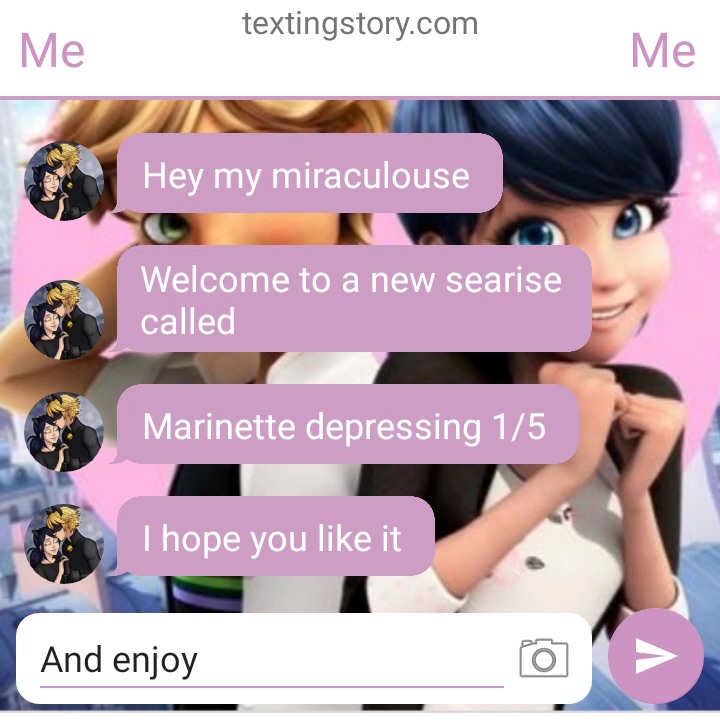 textingstory.com
Me Me
Hey my miraculouse
Welcome to a new searise
called
Marinette depressing 1/5
I hope you like it
And enjoy